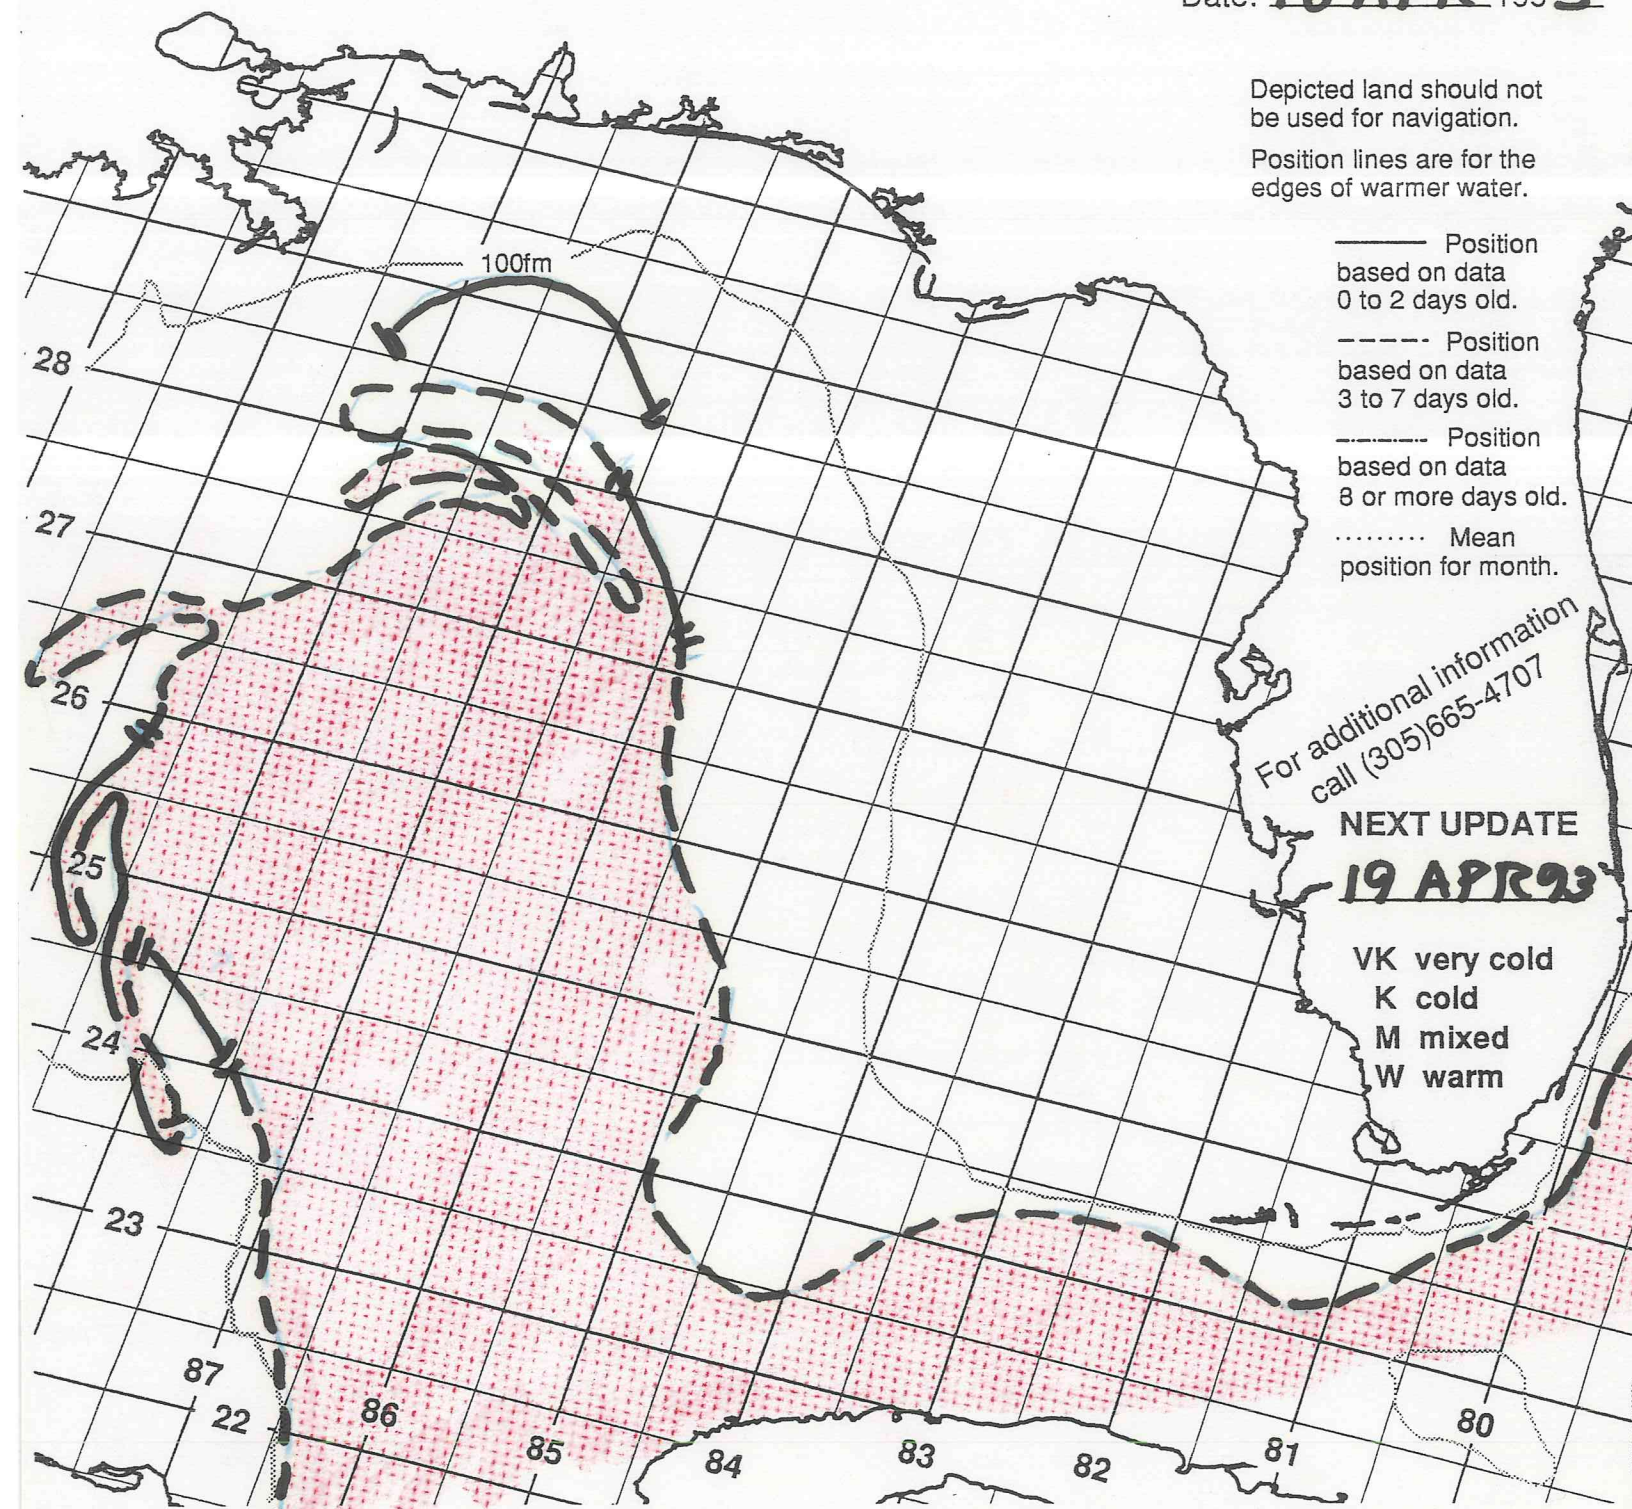 Date:
Depicted land should not
be used for navigation.
Position lines are for the
edges of warmer water.
Position
based on data
0 to 2 days old.
Position
based on data
3 to 7 days old.
Position
based on data
8 or more days old.
Mean
position for month.
For additional information
call (305)665-4707
NEXT UPDATE
19 APR93
VK very cold
K cold
M mixed
W warm
100fm
28
27
26
25
24
23
22
87
86
85
84
83
82
81
80